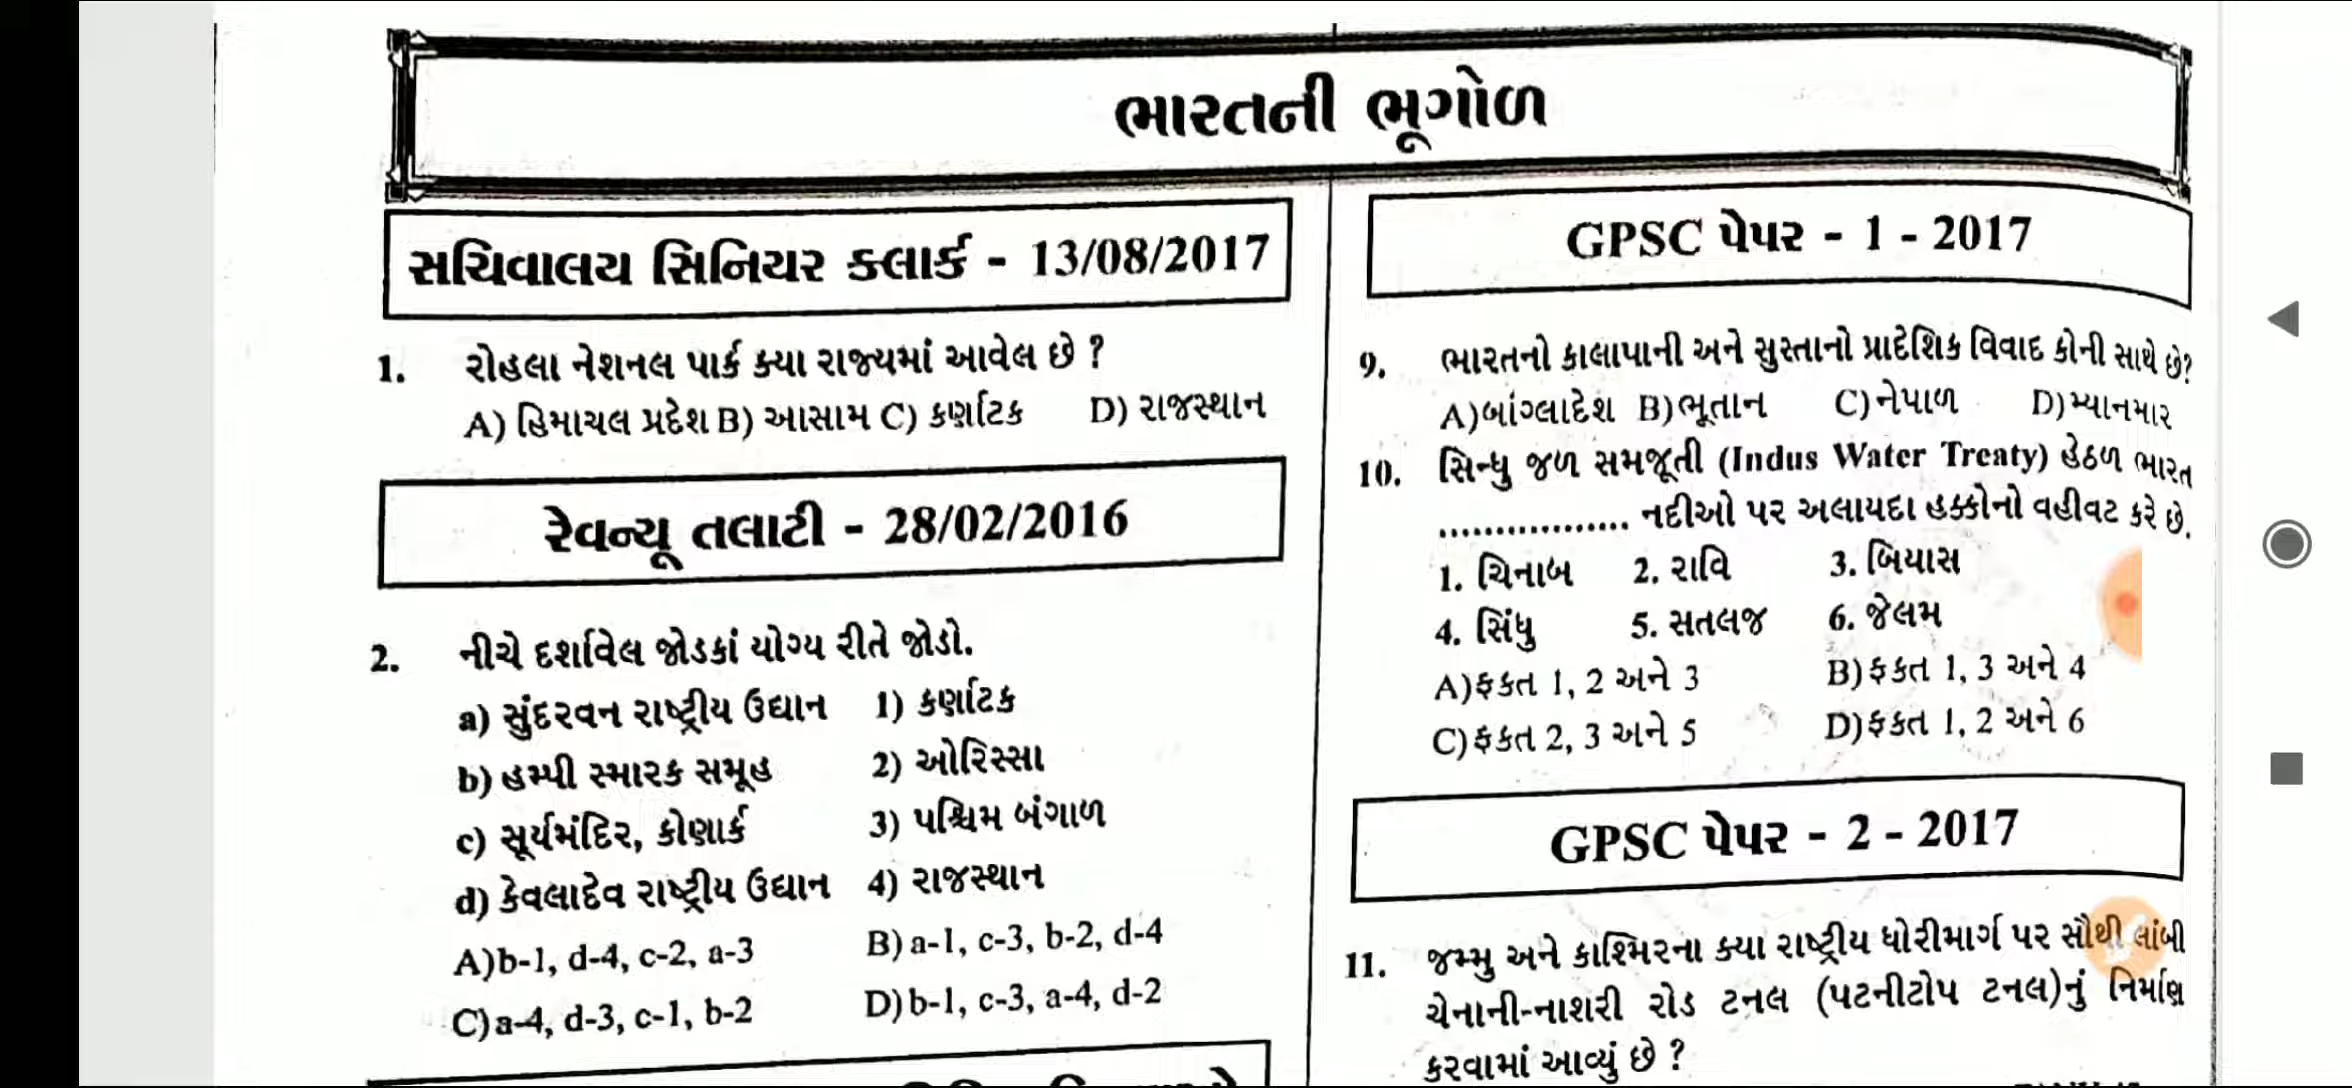 ભારતની ભૂગોળ
સચિવાલય સિનિયર ક્લાર્ક - 13/08/2017
1. રોહલા નેશનલ પાર્ક ક્યા રાજ્યમાં આવેલ છે ?
A) હિમાચલ પ્રદેશ B) આસામ C) કર્ણાટક D) રાજસ્થાન
રેવન્યૂ તલાટી - 28/02/2016
2. નીચે દર્શાવેલ જોડકાં યોગ્ય રીતે જોડો.
a) સુંદરવન રાષ્ટ્રીય ઉદ્યાન 1) કર્ણાટક
b) હમ્પી સ્મારક સમૂહ 2) ઓરિસ્સા
c) સૂર્યમંદિર, કોણાર્ક 3) પશ્ચિમ બંગાળ
d) કેવલાદેવ રાષ્ટ્રીય ઉદ્યાન 4) રાજસ્થાન
A)b-1, d-4, c-2, a-3 B) a-1, c-3, b-2, d-4
C)a-4, d-3, c-1, b-2 D)b-1, c-3, a-4, d-2
GPSC પેપર - 1 - 2017
9. ભારતનો કાલાપાની અને સુસ્તાનો પ્રાદેશિક વિવાદ કોની સાથે છે?
A)બાંગ્લાદેશ B)ભૂતાન C)નેપાળ D)મ્યાનમાર
10. સિન્ધુ જળ સમજૂતી (Indus Water Treaty) હેઠળ ભારત
................. નદીઓ પર અલાયદા હક્કોનો વહીવટ કરે છે.
1. ચિનાબ 2. રાવિ 3. બિયાસ
4. સિંધુ 5. સતલજ 6. જેલમ
A)ફકત 1, 2 અને 3 B)ફકત 1, 3 અને 4
C)ફકત 2, 3 અને 5 D)ફકત 1, 2 અને 6
GPSC પેપર - 2 - 2017
11. જમ્મુ અને કાશ્મિરના ક્યા રાષ્ટ્રીય ધોરીમાર્ગ પર સૌથી લાંબી
ચેનાની-નાશરી રોડ ટનલ (પટનીટોપ ટનલ)નું નિર્માણ
કરવામાં આવ્યું છે ?